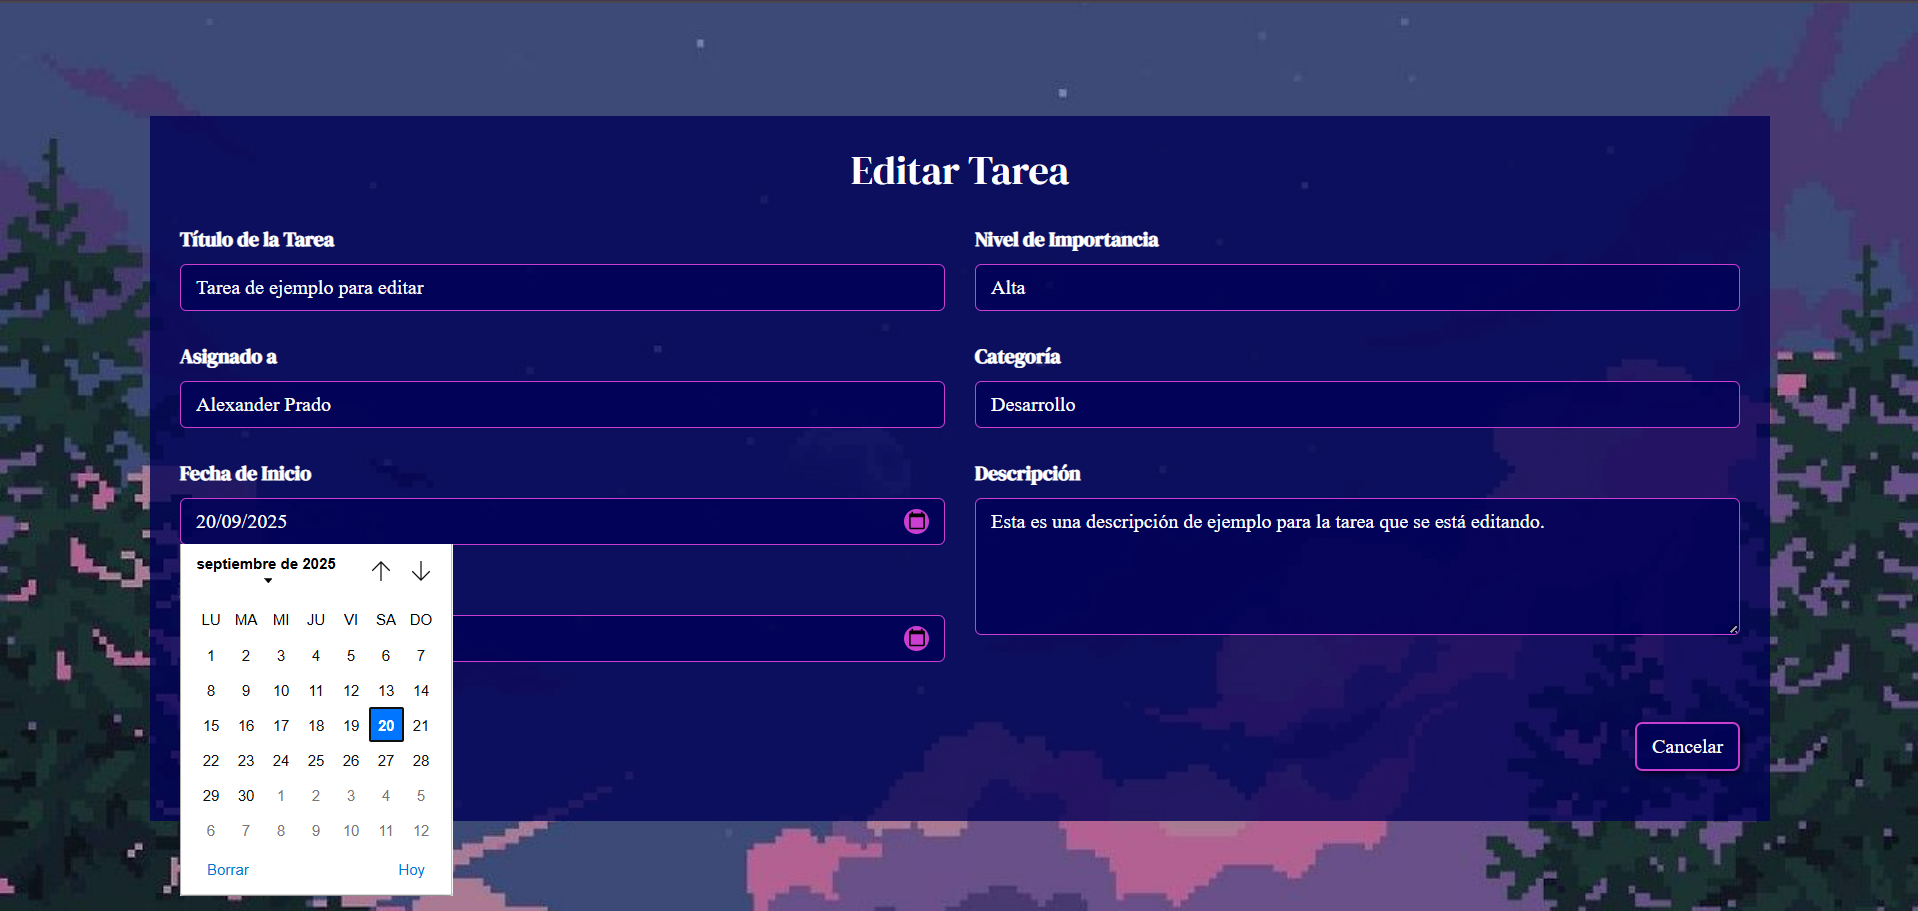 Editar Tarea
Título de la Tarea
Tarea de ejemplo para editar
Nivel de Importancia
Alta
Asignado a
Alexander Prado
Categoría
Desarrollo
Fecha de Inicio
20/09/2025
Descripción
Esta es una descripción de ejemplo para la tarea que se está editando.
septiembre de 2025
LU MA MI JU VI SA DO
1 2 3 4 5 6 7
8 9 10 11 12 13 14
15 16 17 18 19 20 21
22 23 24 25 26 27 28
29 30 1 2 3 4 5
6 7 8 9 10 11 12
Borrar Hoy
Cancelar